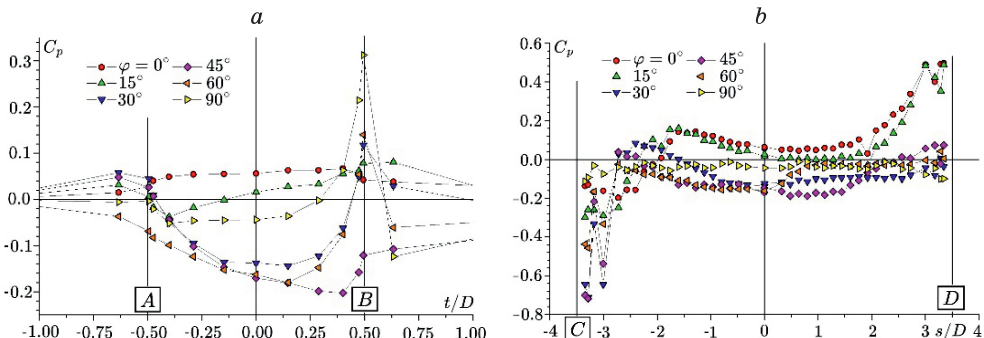 a
C_p
0.3
0.2
0.1
0.0
-0.1
-0.2
φ = 0°
15°
30°
45°
60°
90°
A
B
t/D
-1.00 -0.75 -0.50 -0.25 0.00 0.25 0.50 0.75 1.00
b
0.6
C_p
0.4
0.2
0.0
-0.2
-0.4
-0.6
-0.8
φ = 0°
15°
30°
45°
60°
90°
C
D
-4 -3 -2 -1 0 1 2 3 s/D 4